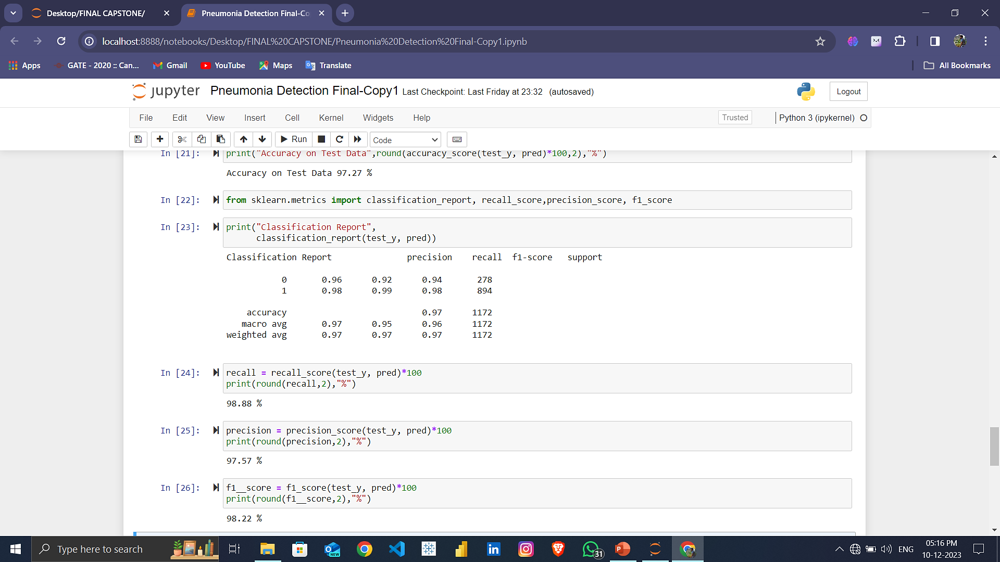 Desktop/FINAL CAPSTONE/
Pneumonia Detection Final-Co
localhost:8888/notebooks/Desktop/FINAL%20CAPSTONE/Pneumonia%20Detection%20Final-Copy1.ipynb
Apps GATE - 2020 :: Can... Gmail YouTube Maps Translate All Bookmarks
jupyter Pneumonia Detection Final-Copy1 Last Checkpoint: Last Friday at 23:32 (autosaved) Logout
File Edit View Insert Cell Kernel Widgets Help Trusted Python 3 (ipykernel)
Run Code
In [21]: print("Accuracy on Test Data",round(accuracy_score(test_y, pred)*100,2),"%")
Accuracy on Test Data 97.27 %
In [22]: from sklearn.metrics import classification_report, recall_score,precision_score, f1_score
In [23]: print("Classification Report",
classification_report(test_y, pred))
Classification Report precision recall f1-score support
0 0.96 0.92 0.94 278
1 0.98 0.99 0.98 894
accuracy 0.97 1172
macro avg 0.97 0.95 0.96 1172
weighted avg 0.97 0.97 0.97 1172
In [24]: recall = recall_score(test_y, pred)*100
print(round(recall,2),"%")
98.88 %
In [25]: precision = precision_score(test_y, pred)*100
print(round(precision,2),"%")
97.57 %
In [26]: f1__score = f1_score(test_y, pred)*100
print(round(f1__score,2),"%")
98.22 %
Type here to search NEW 31 ENG 05:16 PM
10-12-2023